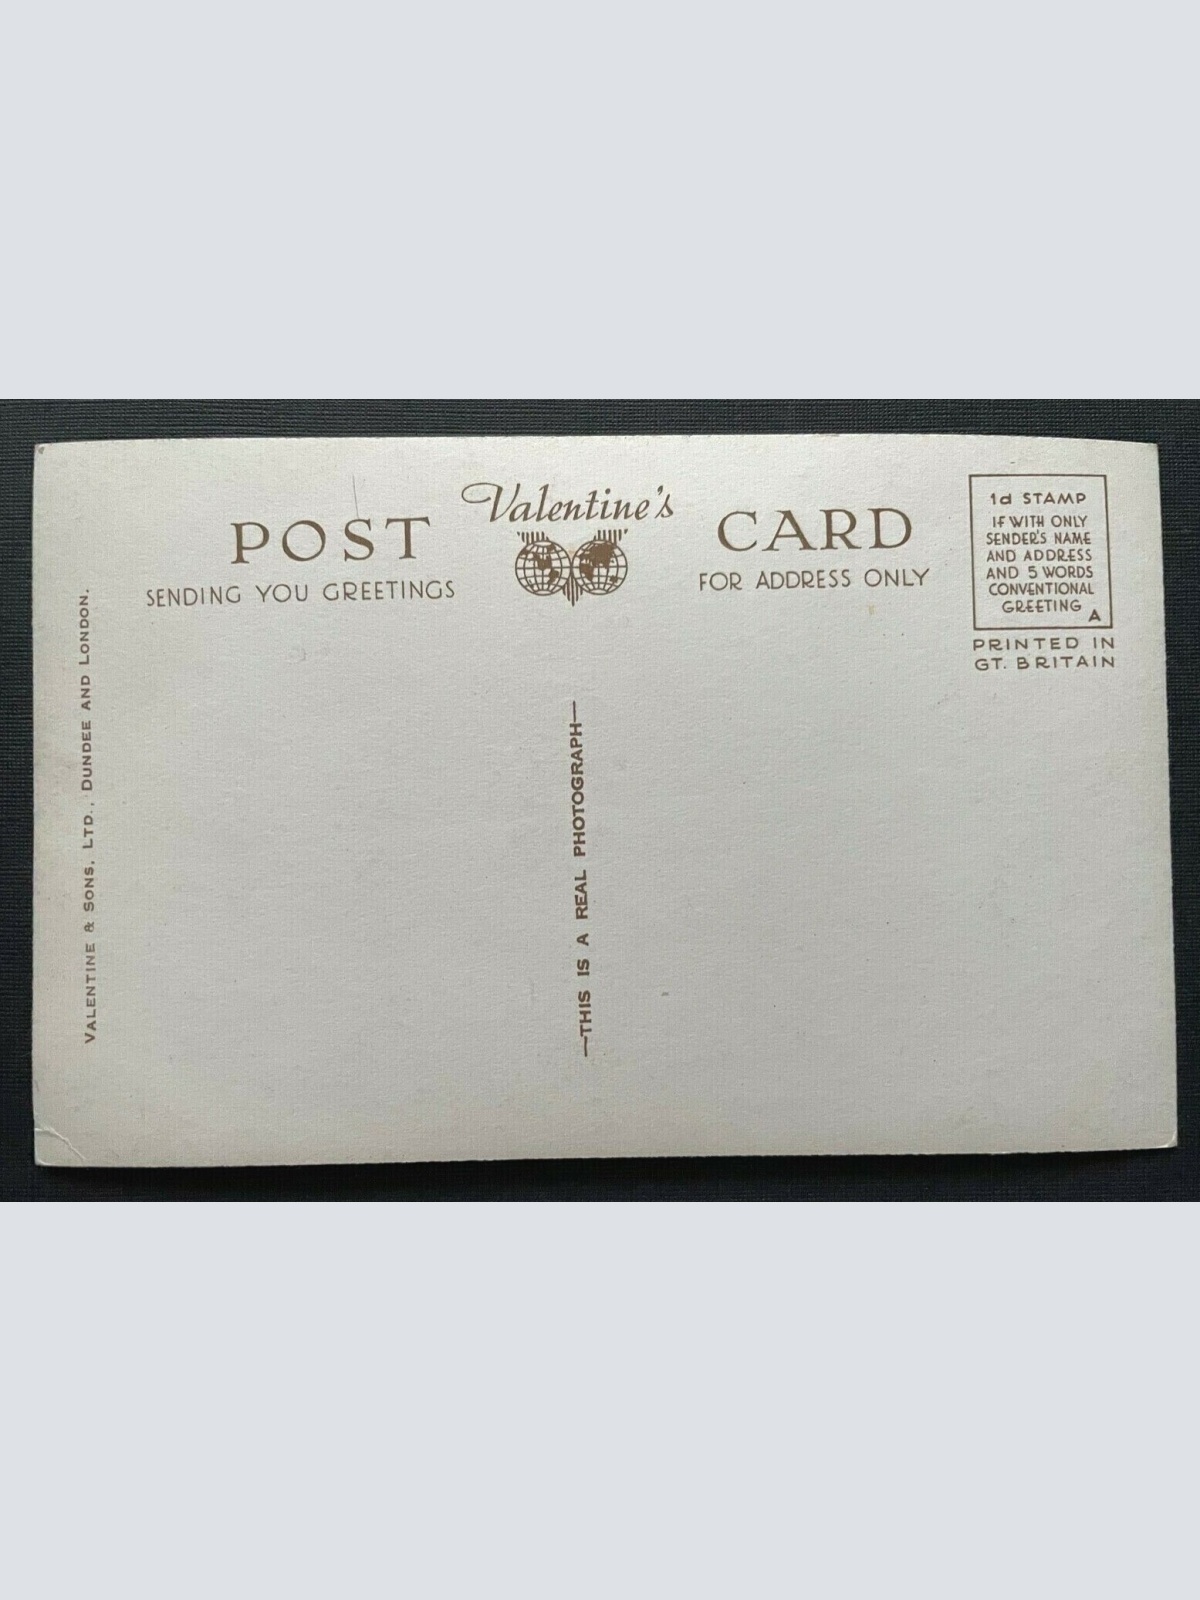 Valentine's
POST CARD
SENDING YOU GREETINGS
FOR ADDRESS ONLY
1d STAMP
IF WITH ONLY
SENDER'S NAME
AND ADDRESS
AND 5 WORDS
CONVENTIONAL
GREETING
A
PRINTED IN
GT. BRITAIN
VALENTINE & SONS, LTD., DUNDEE AND LONDON.
—THIS IS A REAL PHOTOGRAPH—